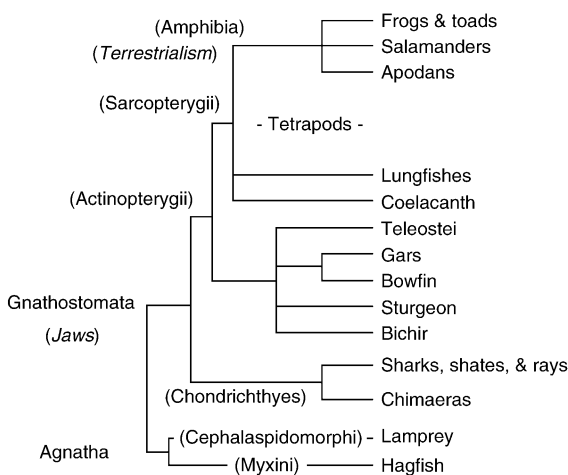 Frogs & toads
(Amphibia)
Salamanders
(Terrestrialism)
Apodans
(Sarcopterygii)
- Tetrapods -
Lungfishes
(Actinopterygii)
Coelacanth
Teleostei
Gars
Bowfin
Gnathostomata
Sturgeon
(Jaws)
Bichir
Sharks, shates, & rays
(Chondrichthyes)
Chimaeras
(Cephalaspidomorphi) - Lamprey
Agnatha
(Myxini)
Hagfish